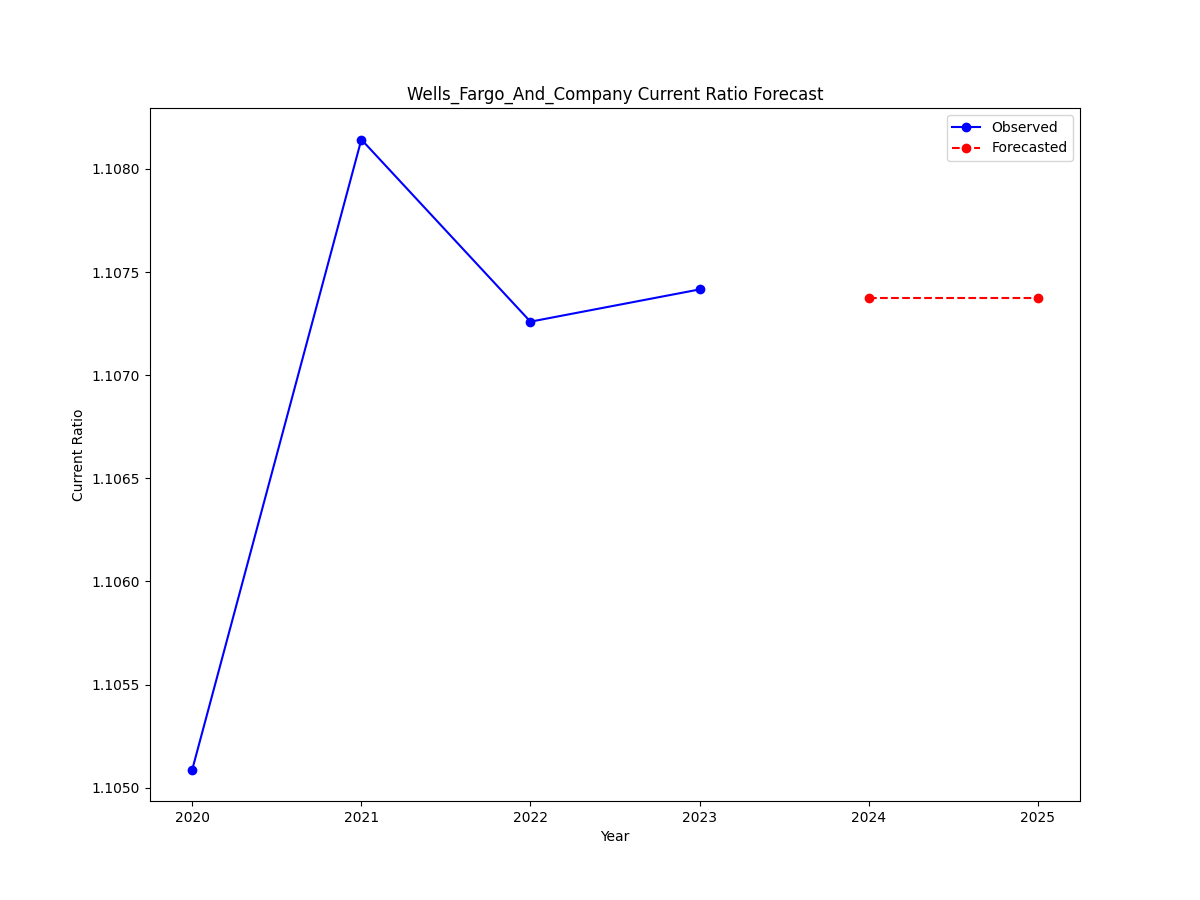 Wells_Fargo_And_Company Current Ratio Forecast
Observed
Forecasted
1.1080
1.1075
1.1070
1.1065
1.1060
1.1055
1.1050
Current Ratio
2020 2021 2022 2023 2024 2025
Year